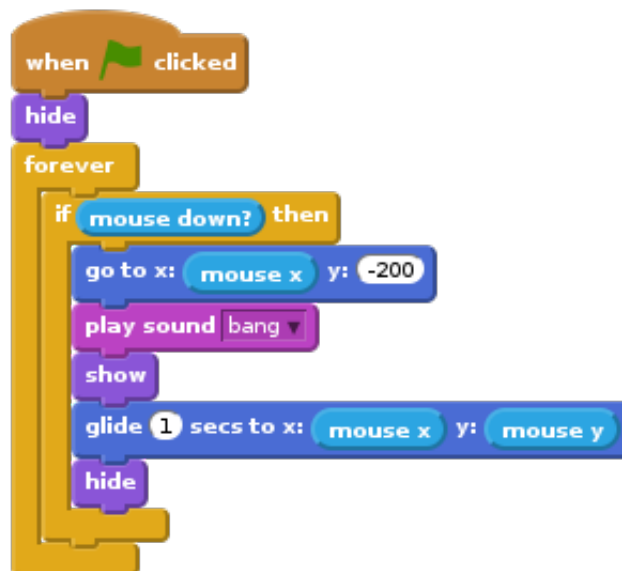 when clicked
hide
forever
if mouse down? then
go to x: mouse x y: -200
play sound bang
show
glide 1 secs to x: mouse x y: mouse y
hide